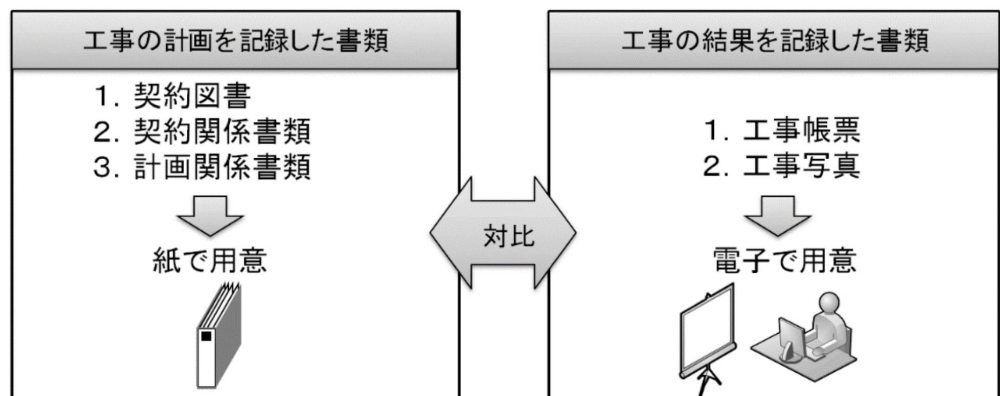 工事の計画を記録した書類
1. 契約図書
2. 契約関係書類
3. 計画関係書類
紙で用意
対比
工事の結果を記録した書類
1. 工事帳票
2. 工事写真
電子で用意